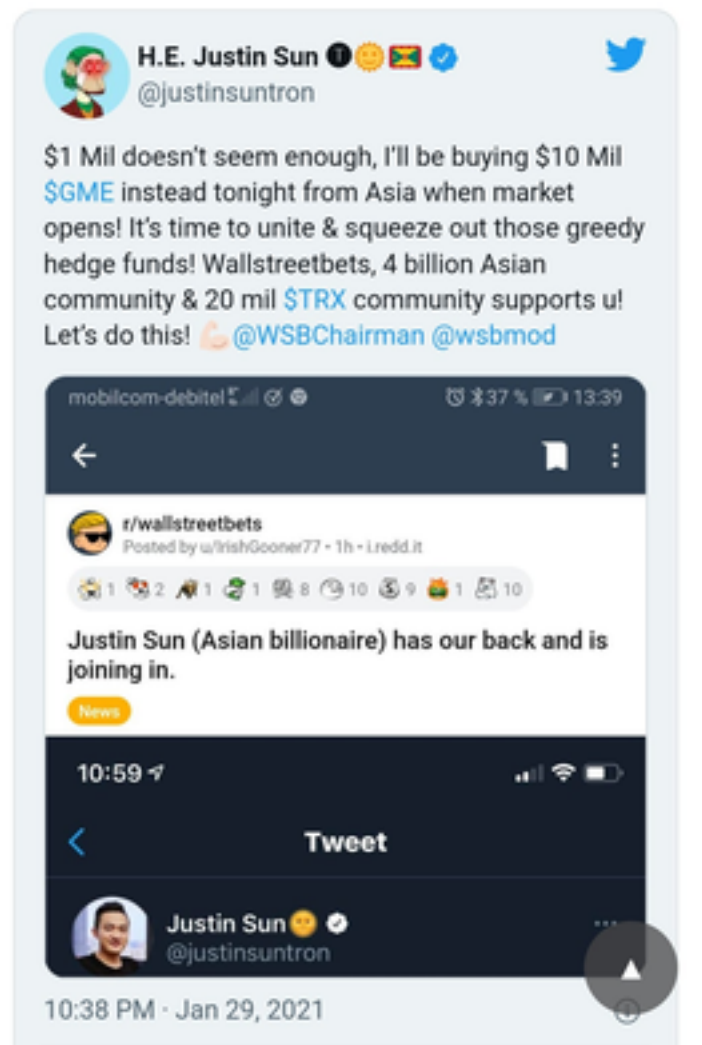 H.E. Justin Sun 🅣🌞🇬🇩
@justinsuntron
$1 Mil doesn't seem enough, I'll be buying $10 Mil
$GME instead tonight from Asia when market
opens! It's time to unite & squeeze out those greedy
hedge funds! Wallstreetbets, 4 billion Asian
community & 20 mil $TRX community supports u!
Let's do this! 💪🏻 @WSBChairman @wsbmod
mobilcom-debitel 37 % 13:39
r/wallstreetbets
Posted by u/IrishGooner77 • 1h • i.redd.it
1 2 1 1 8 10 9 1 10
Justin Sun (Asian billionaire) has our back and is
joining in.
News
10:59
Tweet
Justin Sun🌞
@justinsuntron
10:38 PM · Jan 29, 2021